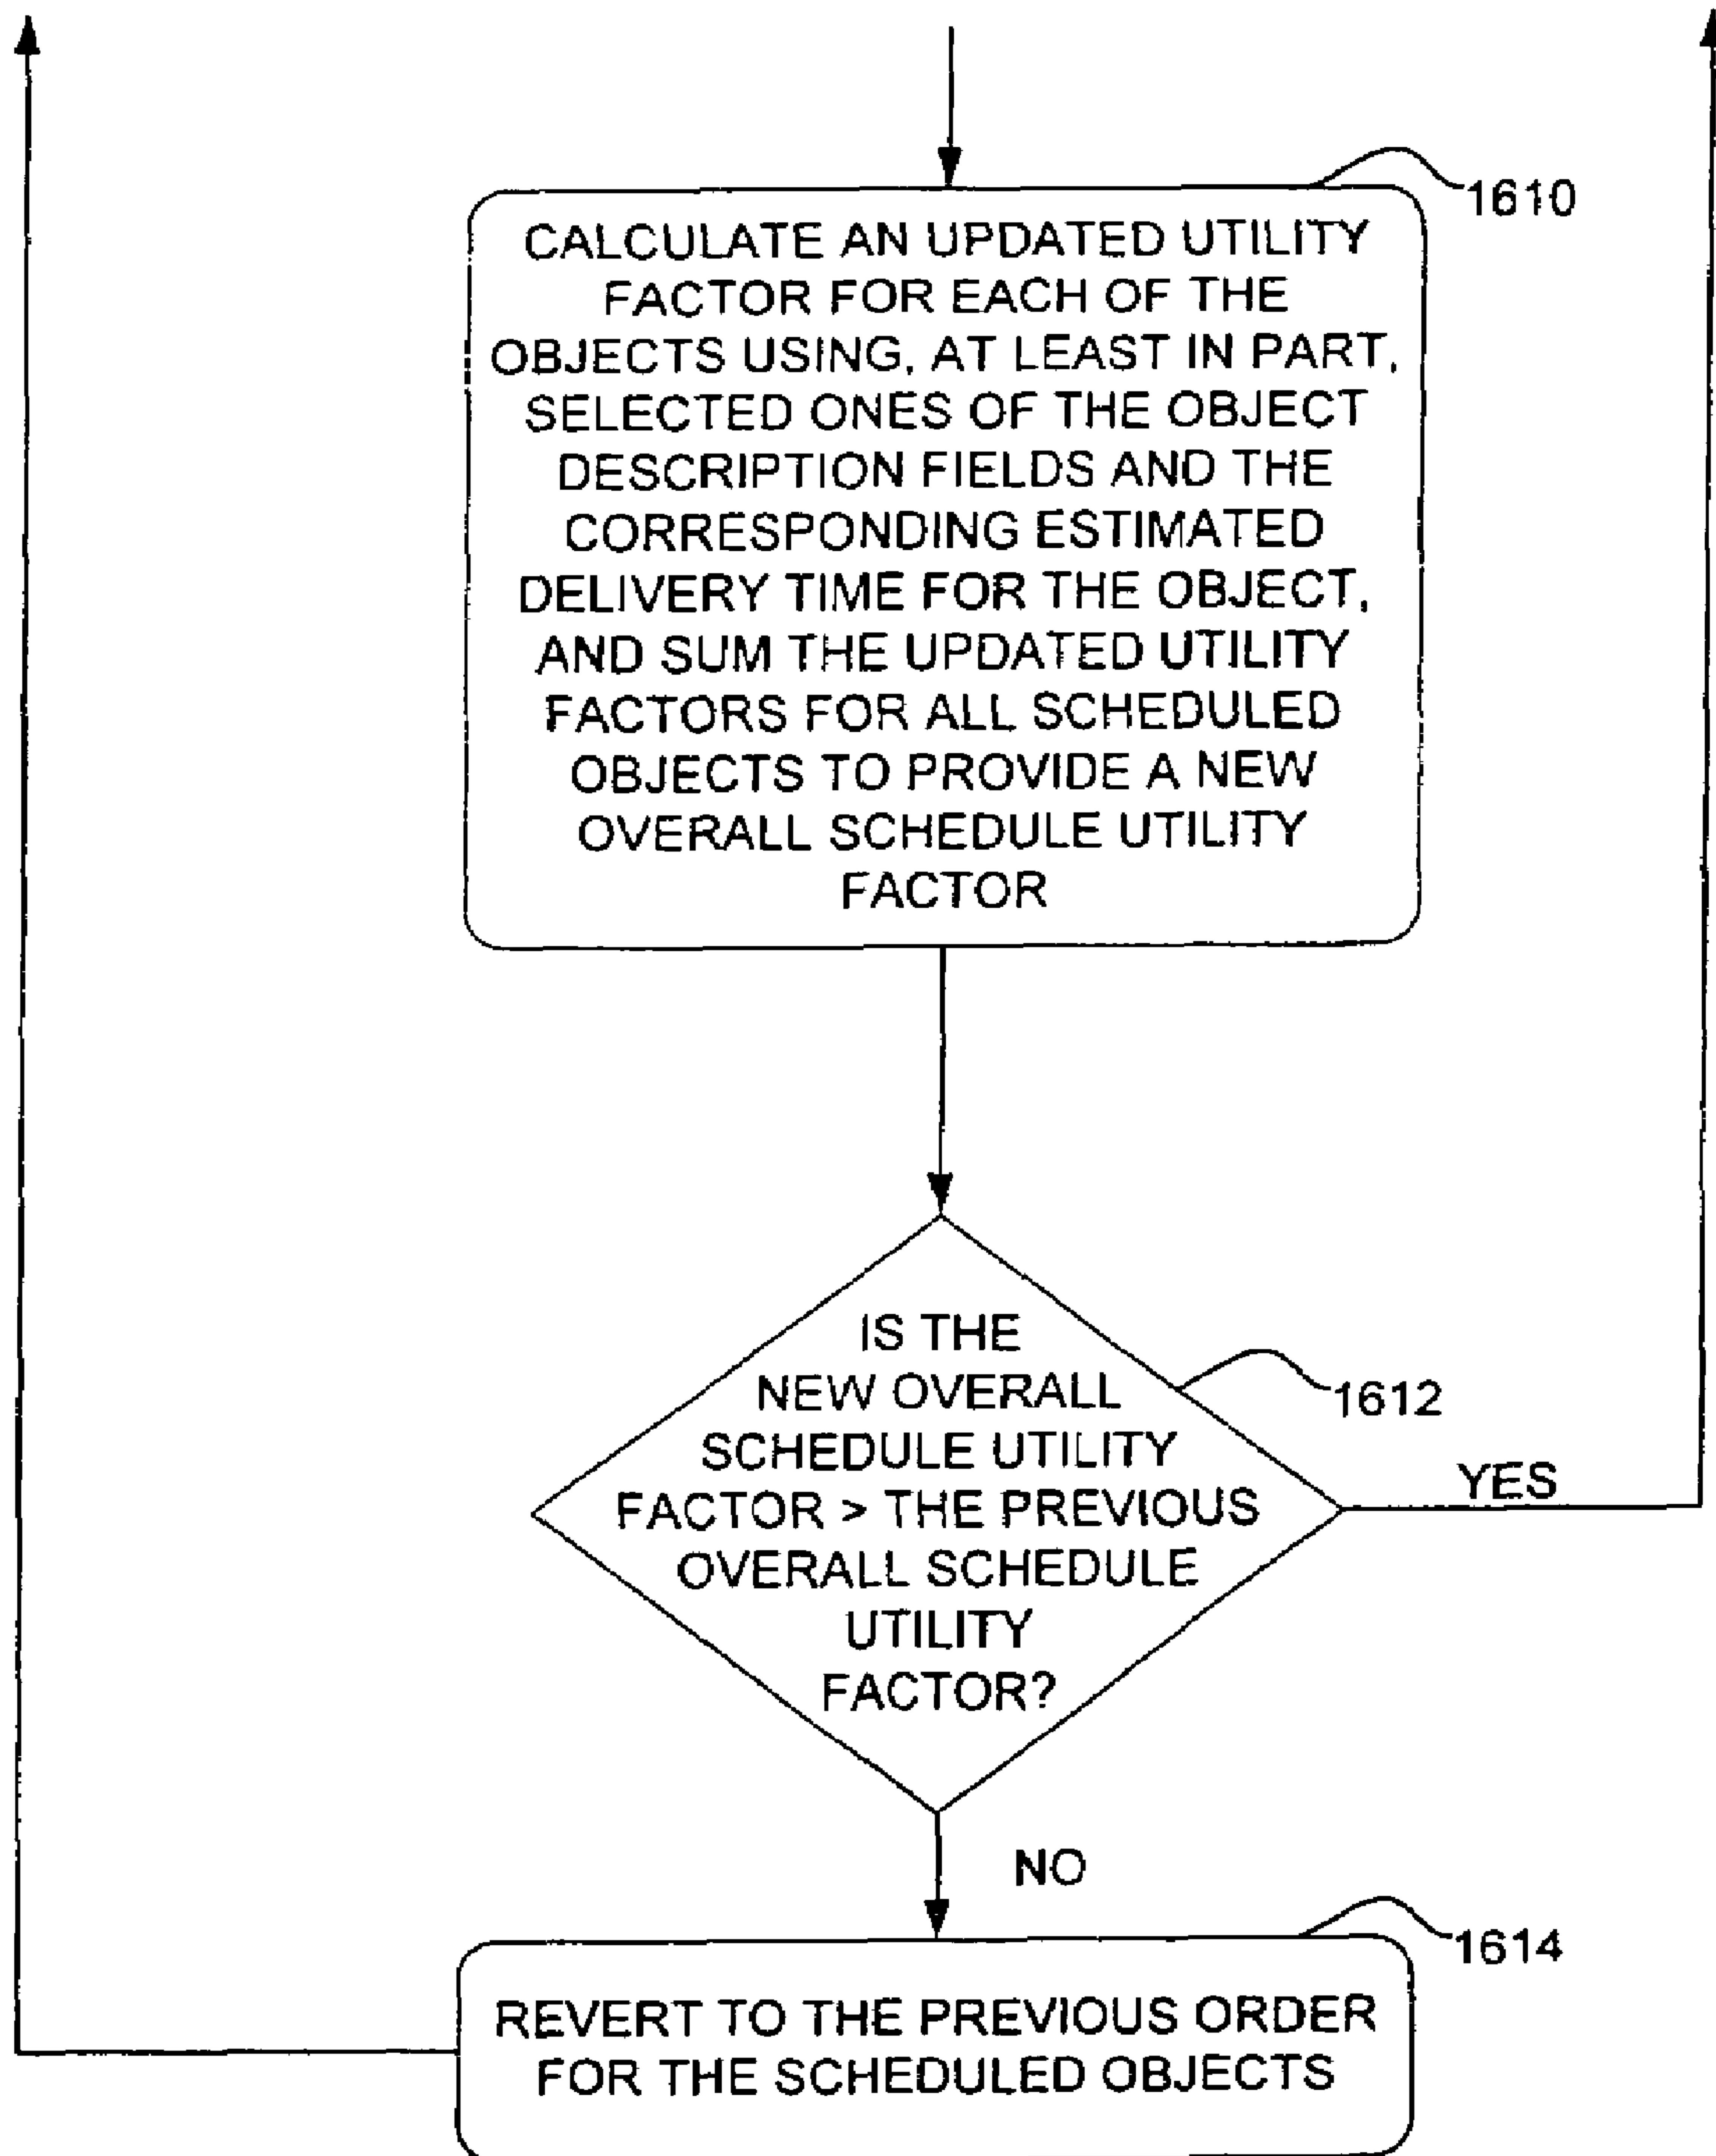 1610
CALCULATE AN UPDATED UTILITY
FACTOR FOR EACH OF THE
OBJECTS USING, AT LEAST IN PART,
SELECTED ONES OF THE OBJECT
DESCRIPTION FIELDS AND THE
CORRESPONDING ESTIMATED
DELIVERY TIME FOR THE OBJECT,
AND SUM THE UPDATED UTILITY
FACTORS FOR ALL SCHEDULED
OBJECTS TO PROVIDE A NEW
OVERALL SCHEDULE UTILITY
FACTOR
IS THE
NEW OVERALL
SCHEDULE UTILITY
FACTOR > THE PREVIOUS
OVERALL SCHEDULE
UTILITY
FACTOR?
1612
YES
NO
1614
REVERT TO THE PREVIOUS ORDER
FOR THE SCHEDULED OBJECTS